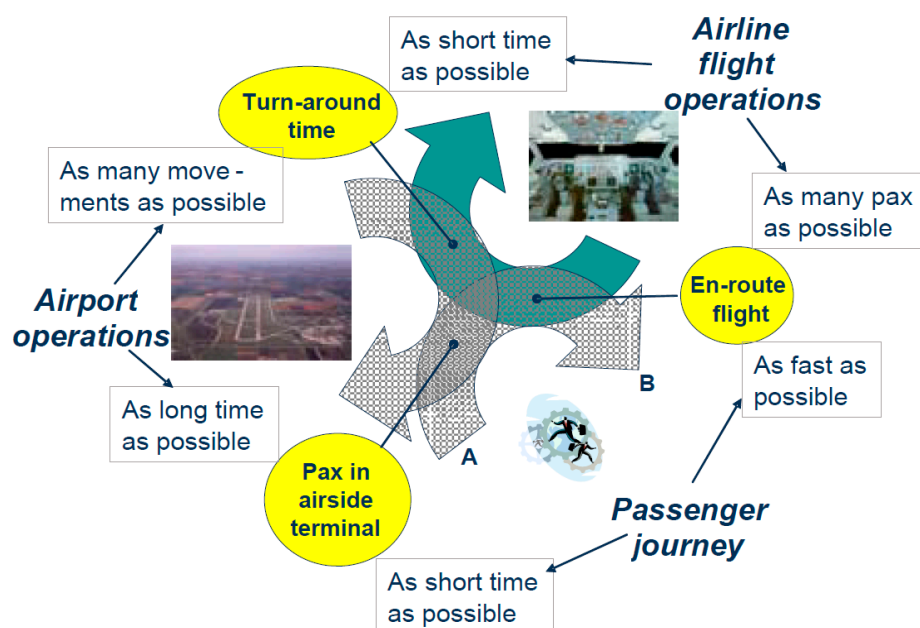 As short time
as possible
Airline
flight
operations
Turn-around
time
As many move -
ments as possible
As many pax
as possible
En-route
flight
Airport
operations
As fast as
possible
As long time
as possible
B
A
Pax in
airside
terminal
Passenger
journey
As short time
as possible